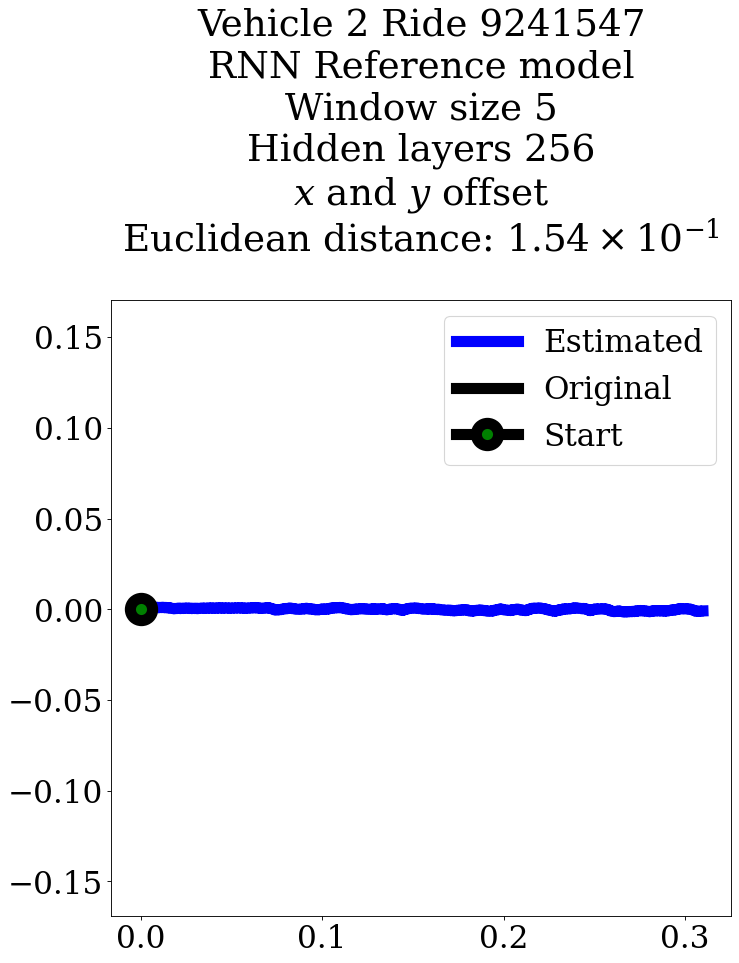 Vehicle 2 Ride 9241547
RNN Reference model
Window size 5
Hidden layers 256
x and y offset
Euclidean distance: 1.54 × 10⁻¹
Estimated
Original
Start
0.15
0.10
0.05
0.00
−0.05
−0.10
−0.15
0.0 0.1 0.2 0.3